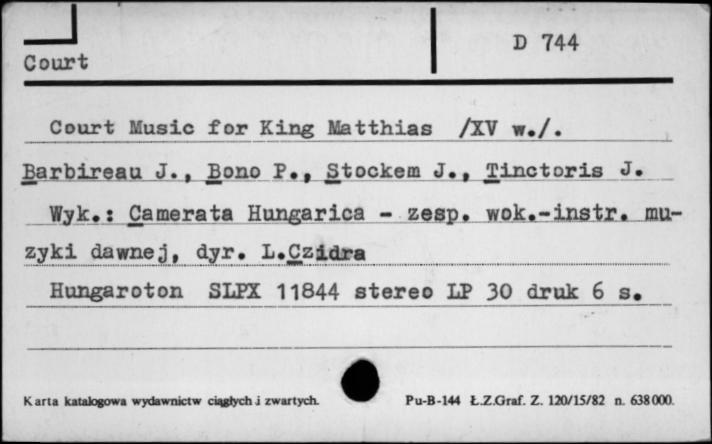 D 744
Court
Court Music for King Matthias /XV w./.
Barbireau J., Bono P., Stockem J., Tinctoris J.
Wyk.: Camerata Hungarica - zesp. wok.-instr. mu-
zyki dawnej, dyr. L.Czidra
Hungaroton SLPX 11844 stereo LP 30 druk 6 s.
Karta katalogowa wydawnictw ciągłych i zwartych. Pu-B-144 Ł.Z.Graf. Z. 120/15/82 n. 638000.